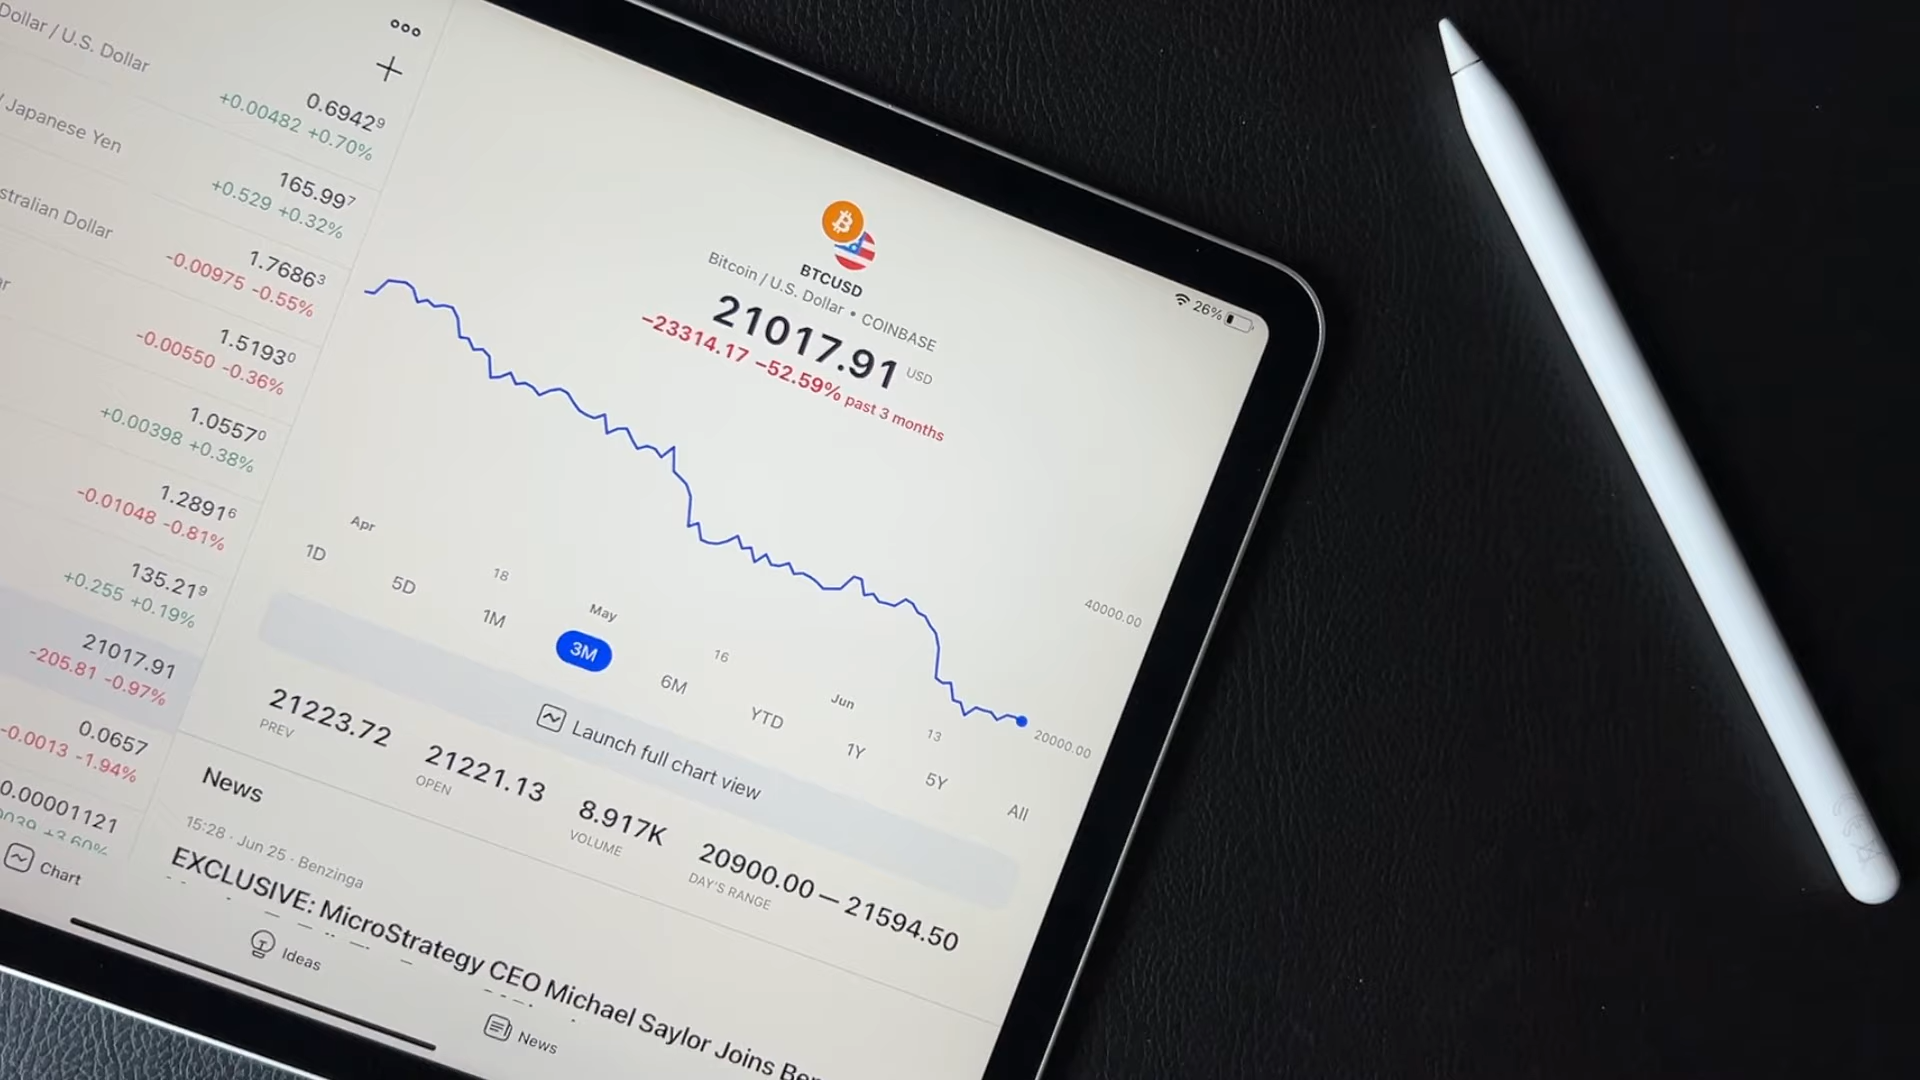 Dollar / U.S. Dollar
0.69429
+0.00482 +0.70%
/ Japanese Yen
165.997
+0.529 +0.32%
stralian Dollar
1.76863
-0.00975 -0.55%
1.51930
-0.00550 -0.36%
1.05570
+0.00398 +0.38%
1.28916
-0.01048 -0.81%
135.219
+0.255 +0.19%
21017.91
-205.81 -0.97%
0.0657
-0.0013 -1.94%
0.00001121
Chart
Ideas
News
26%
BTCUSD
Bitcoin / U.S. Dollar • COINBASE
21017.91 USD
−23314.17 −52.59% past 3 months
40000.00
20000.00
Apr
18
May
16
Jun
13
1D
5D
1M
3M
6M
YTD
1Y
5Y
All
Launch full chart view
21223.72
PREV
21221.13
OPEN
8.917K
VOLUME
20900.00 — 21594.50
DAY'S RANGE
News
15:28 · Jun 25 · Benzinga
EXCLUSIVE: MicroStrategy CEO Michael Saylor Joins